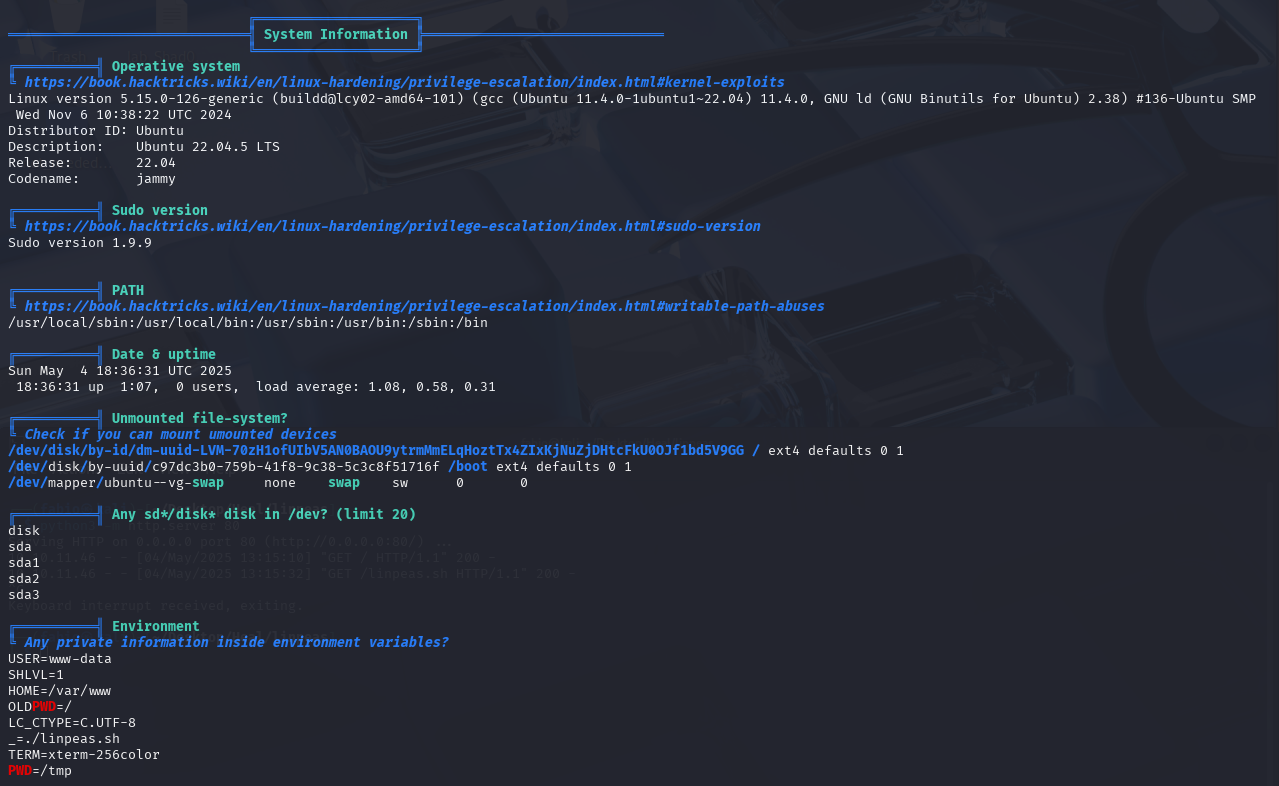 System Information
Operative system
https://book.hacktricks.wiki/en/linux-hardening/privilege-escalation/index.html#kernel-exploits
Linux version 5.15.0-126-generic (buildd@lcy02-amd64-101) (gcc (Ubuntu 11.4.0-1ubuntu1~22.04) 11.4.0, GNU ld (GNU Binutils for Ubuntu) 2.38) #136-Ubuntu SMP
Wed Nov 6 10:38:22 UTC 2024
Distributor ID: Ubuntu
Description:    Ubuntu 22.04.5 LTS
Release:        22.04
Codename:       jammy
Sudo version
https://book.hacktricks.wiki/en/linux-hardening/privilege-escalation/index.html#sudo-version
Sudo version 1.9.9
PATH
https://book.hacktricks.wiki/en/linux-hardening/privilege-escalation/index.html#writable-path-abuses
/usr/local/sbin:/usr/local/bin:/usr/sbin:/usr/bin:/sbin:/bin
Date & uptime
Sun May  4 18:36:31 UTC 2025
18:36:31 up  1:07,  0 users,  load average: 1.08, 0.58, 0.31
Unmounted file-system?
Check if you can mount umounted devices
/dev/disk/by-id/dm-uuid-LVM-70zH1ofUIbV5AN0BAOU9ytrmMmELqHoztTx4ZIxKjNuZjDHtcFkU0OJf1bd5V9GG / ext4 defaults 0 1
/dev/disk/by-uuid/c97dc3b0-759b-41f8-9c38-5c3c8f51716f /boot ext4 defaults 0 1
/dev/mapper/ubuntu--vg-swap     none    swap    sw      0       0
Any sd*/disk* disk in /dev? (limit 20)
disk
sda
sda1
sda2
sda3
Environment
Any private information inside environment variables?
USER=www-data
SHLVL=1
HOME=/var/www
OLDPWD=/
LC_CTYPE=C.UTF-8
_=./linpeas.sh
TERM=xterm-256color
PWD=/tmp